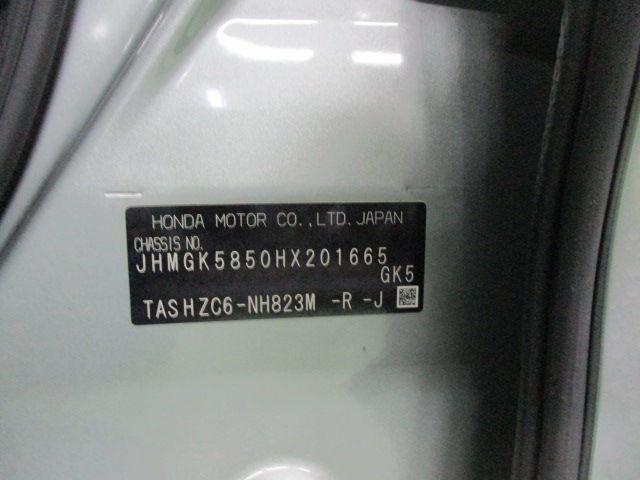 HONDA MOTOR CO.,LTD.JAPAN
CHASSIS NO.
JHMGK5850HX201665
GK5
TASHZC6-NH823M -R -J